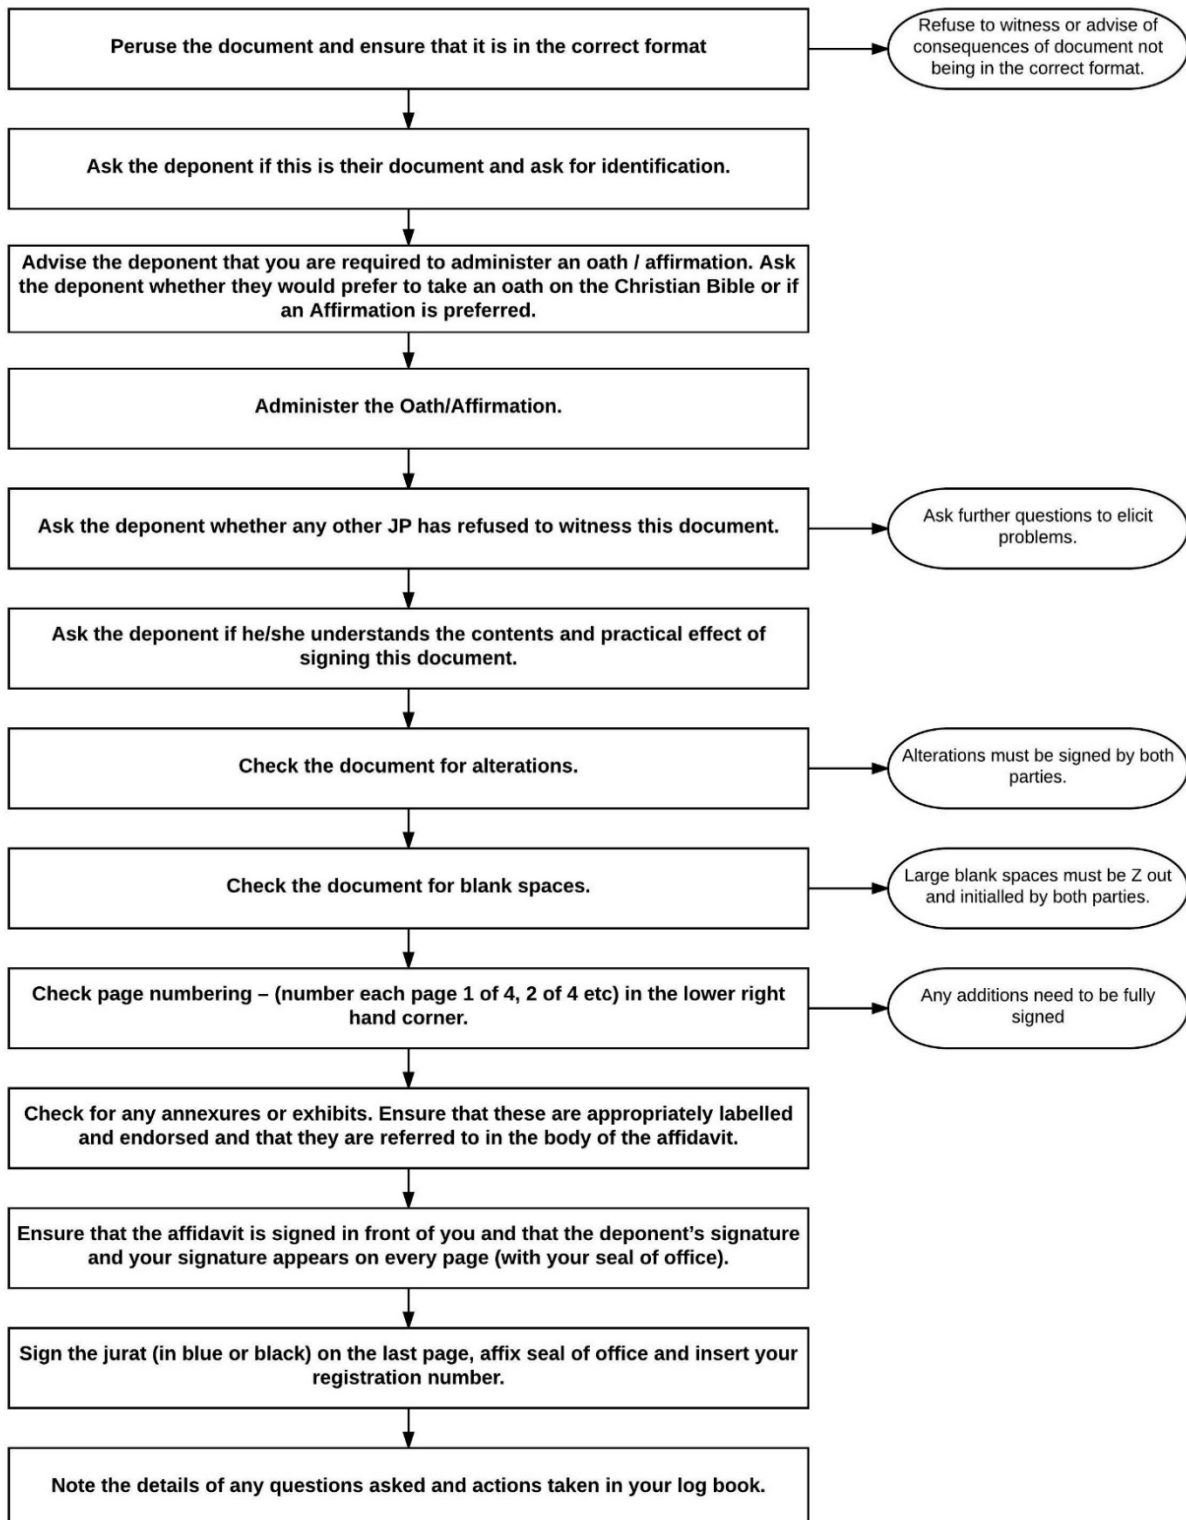 Peruse the document and ensure that it is in the correct format
Refuse to witness or advise of
consequences of document not
being in the correct format.
Ask the deponent if this is their document and ask for identification.
Advise the deponent that you are required to administer an oath / affirmation. Ask
the deponent whether they would prefer to take an oath on the Christian Bible or if
an Affirmation is preferred.
Administer the Oath/Affirmation.
Ask the deponent whether any other JP has refused to witness this document.
Ask further questions to elicit
problems.
Ask the deponent if he/she understands the contents and practical effect of
signing this document.
Check the document for alterations.
Alterations must be signed by both
parties.
Check the document for blank spaces.
Large blank spaces must be Z out
and initialled by both parties.
Check page numbering – (number each page 1 of 4, 2 of 4 etc) in the lower right
hand corner.
Any additions need to be fully
signed
Check for any annexures or exhibits. Ensure that these are appropriately labelled
and endorsed and that they are referred to in the body of the affidavit.
Ensure that the affidavit is signed in front of you and that the deponent’s signature
and your signature appears on every page (with your seal of office).
Sign the jurat (in blue or black) on the last page, affix seal of office and insert your
registration number.
Note the details of any questions asked and actions taken in your log book.